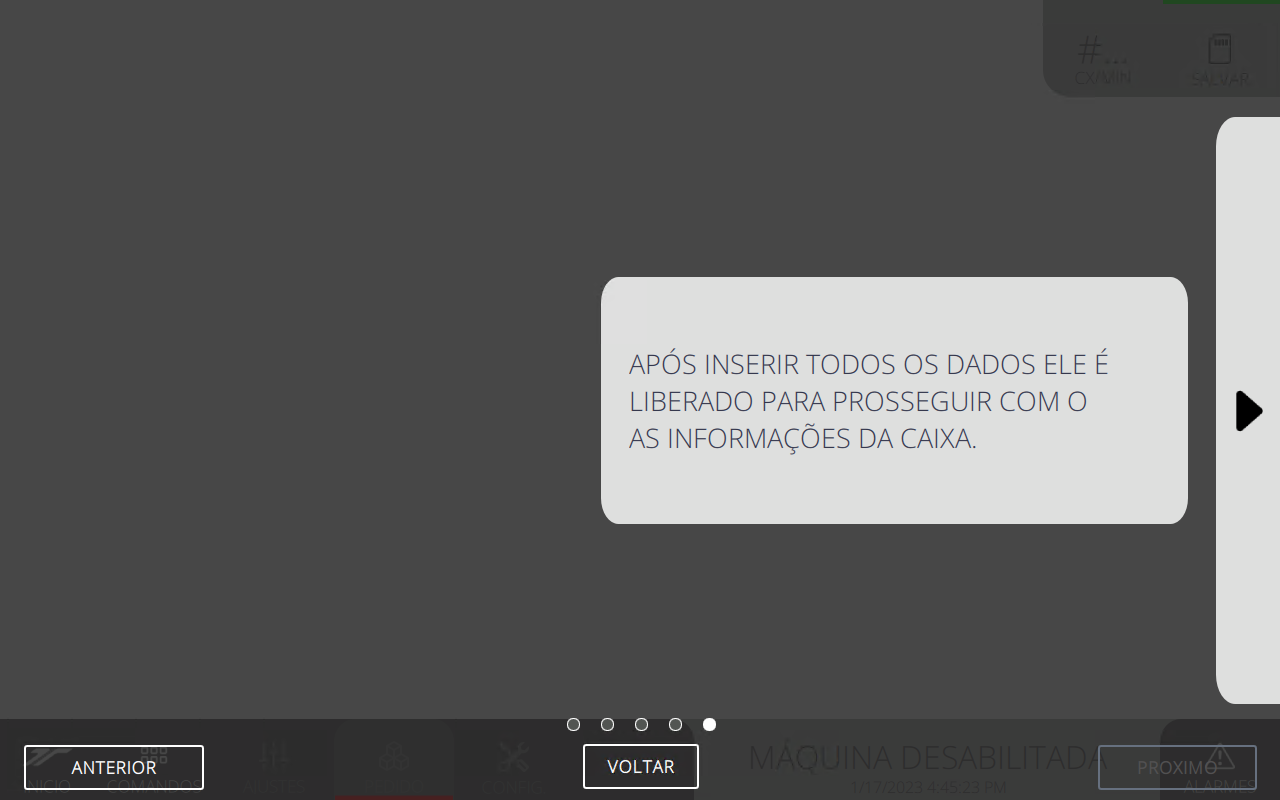 #...
CX/MIN
SALVAR
APÓS INSERIR TODOS OS DADOS ELE É
LIBERADO PARA PROSSEGUIR COM O
AS INFORMAÇÕES DA CAIXA.
INICIO
COMANDOS
AJUSTES
CONFIG
MÁQUINA DESABILITADA
1/17/2023 4:45:23 PM
ALARMES
ANTERIOR
VOLTAR
PROXIMO